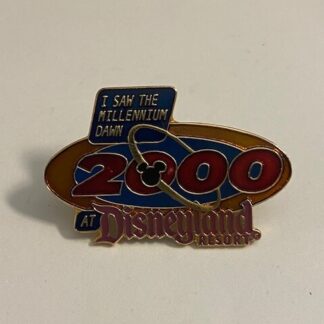 I SAW THE
MILLENNIUM
DAWN
2000
AT Disneyland
RESORT